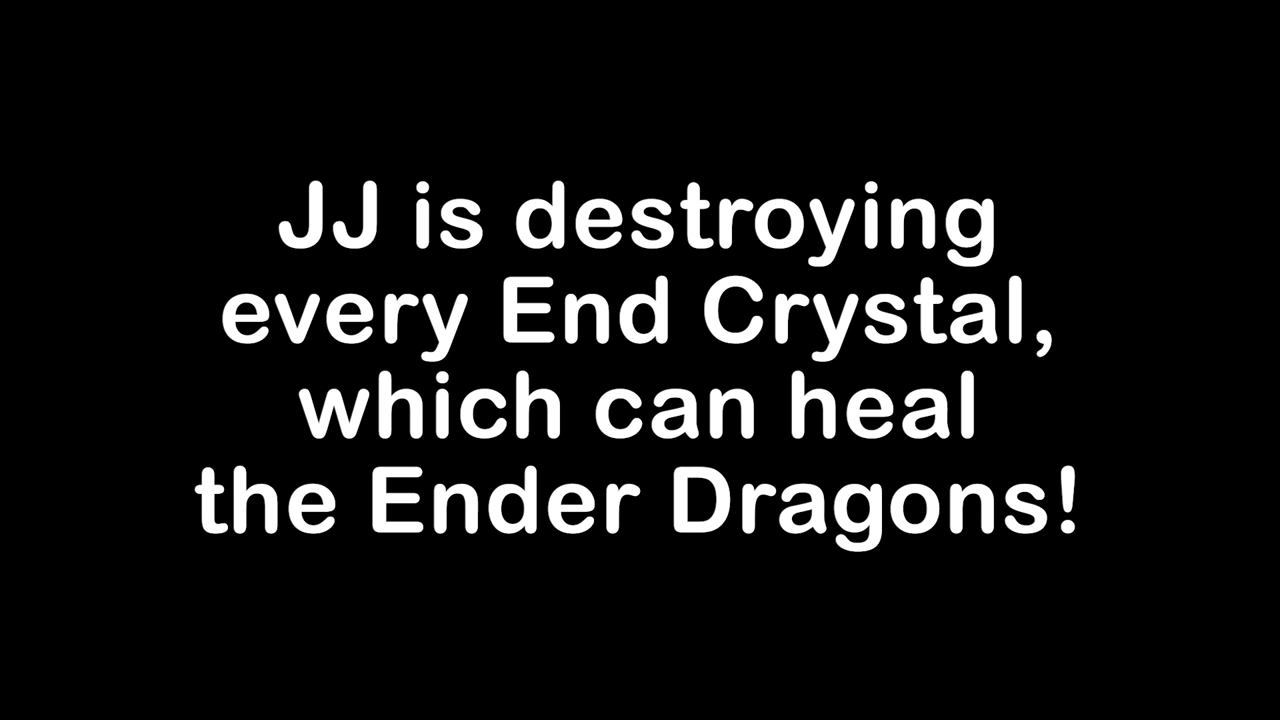 JJ is destroying
every End Crystal,
which can heal
the Ender Dragons!